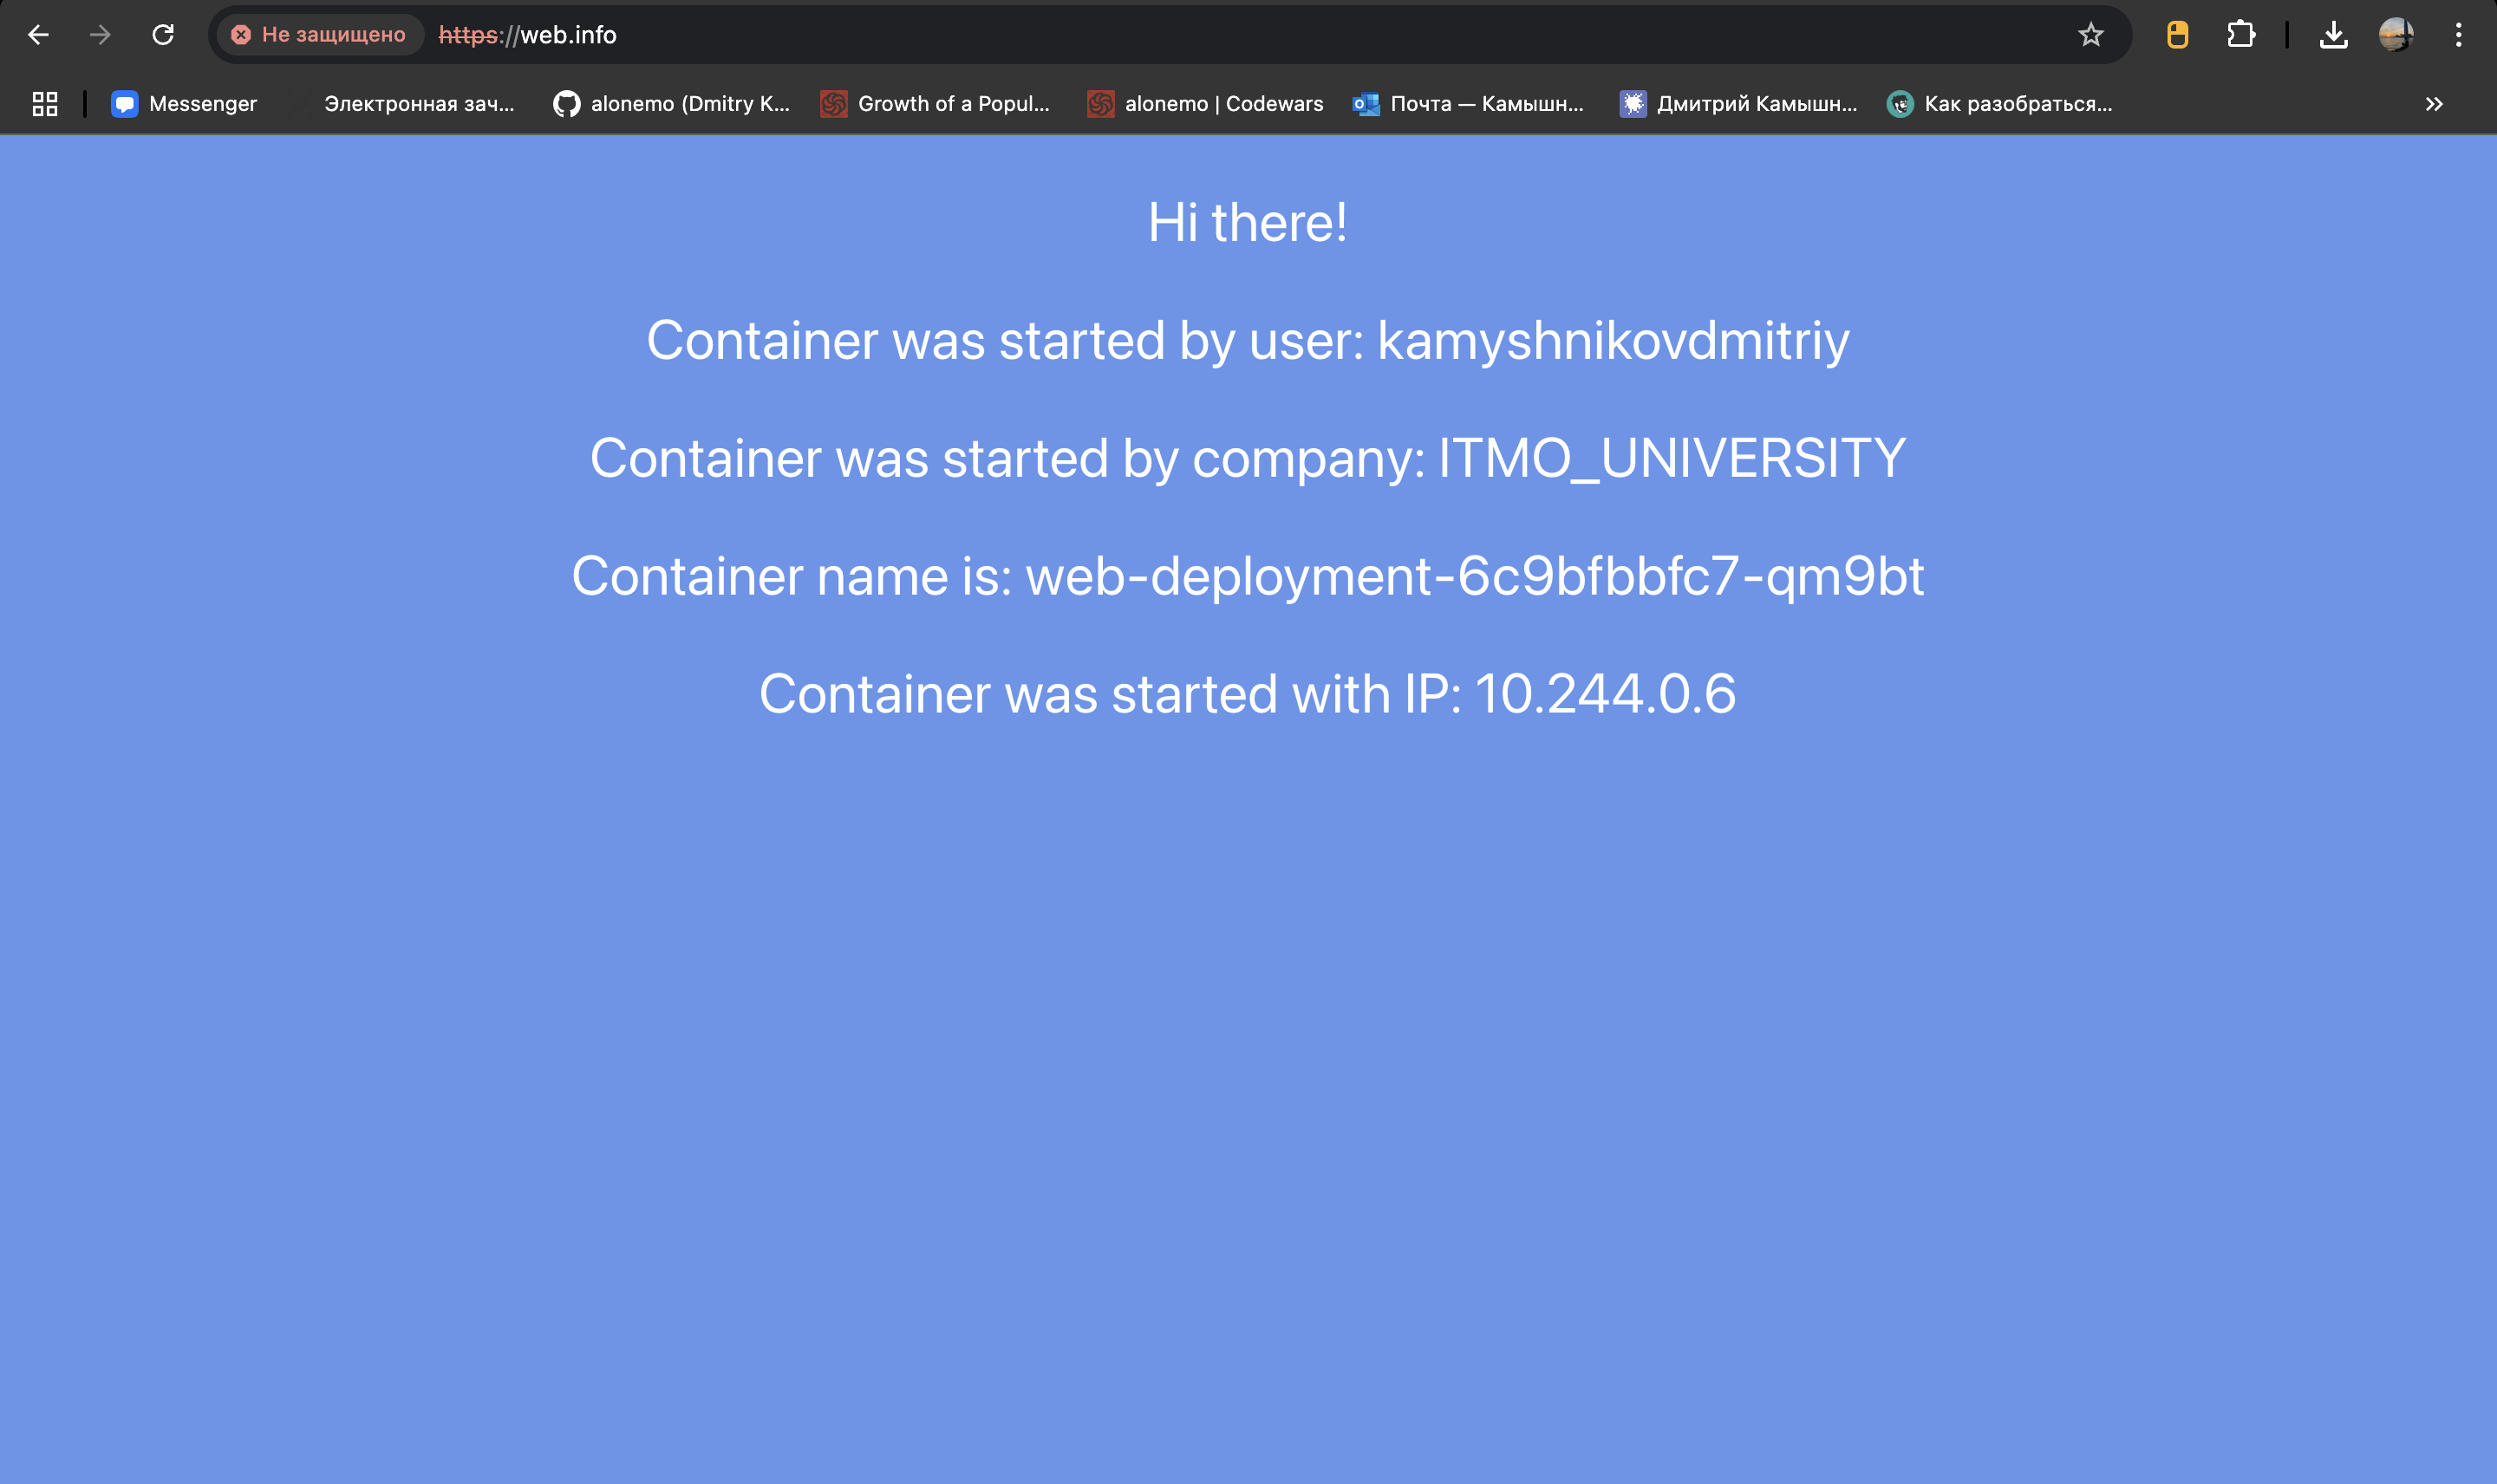 Не защищено https://web.info
Messenger Электронная зач... alonemo (Dmitry K... Growth of a Popul... alonemo | Codewars Почта — Камышн... Дмитрий Камышн... Как разобраться...
Hi there!
Container was started by user: kamyshnikovdmitriy
Container was started by company: ITMO_UNIVERSITY
Container name is: web-deployment-6c9bfbbfc7-qm9bt
Container was started with IP: 10.244.0.6